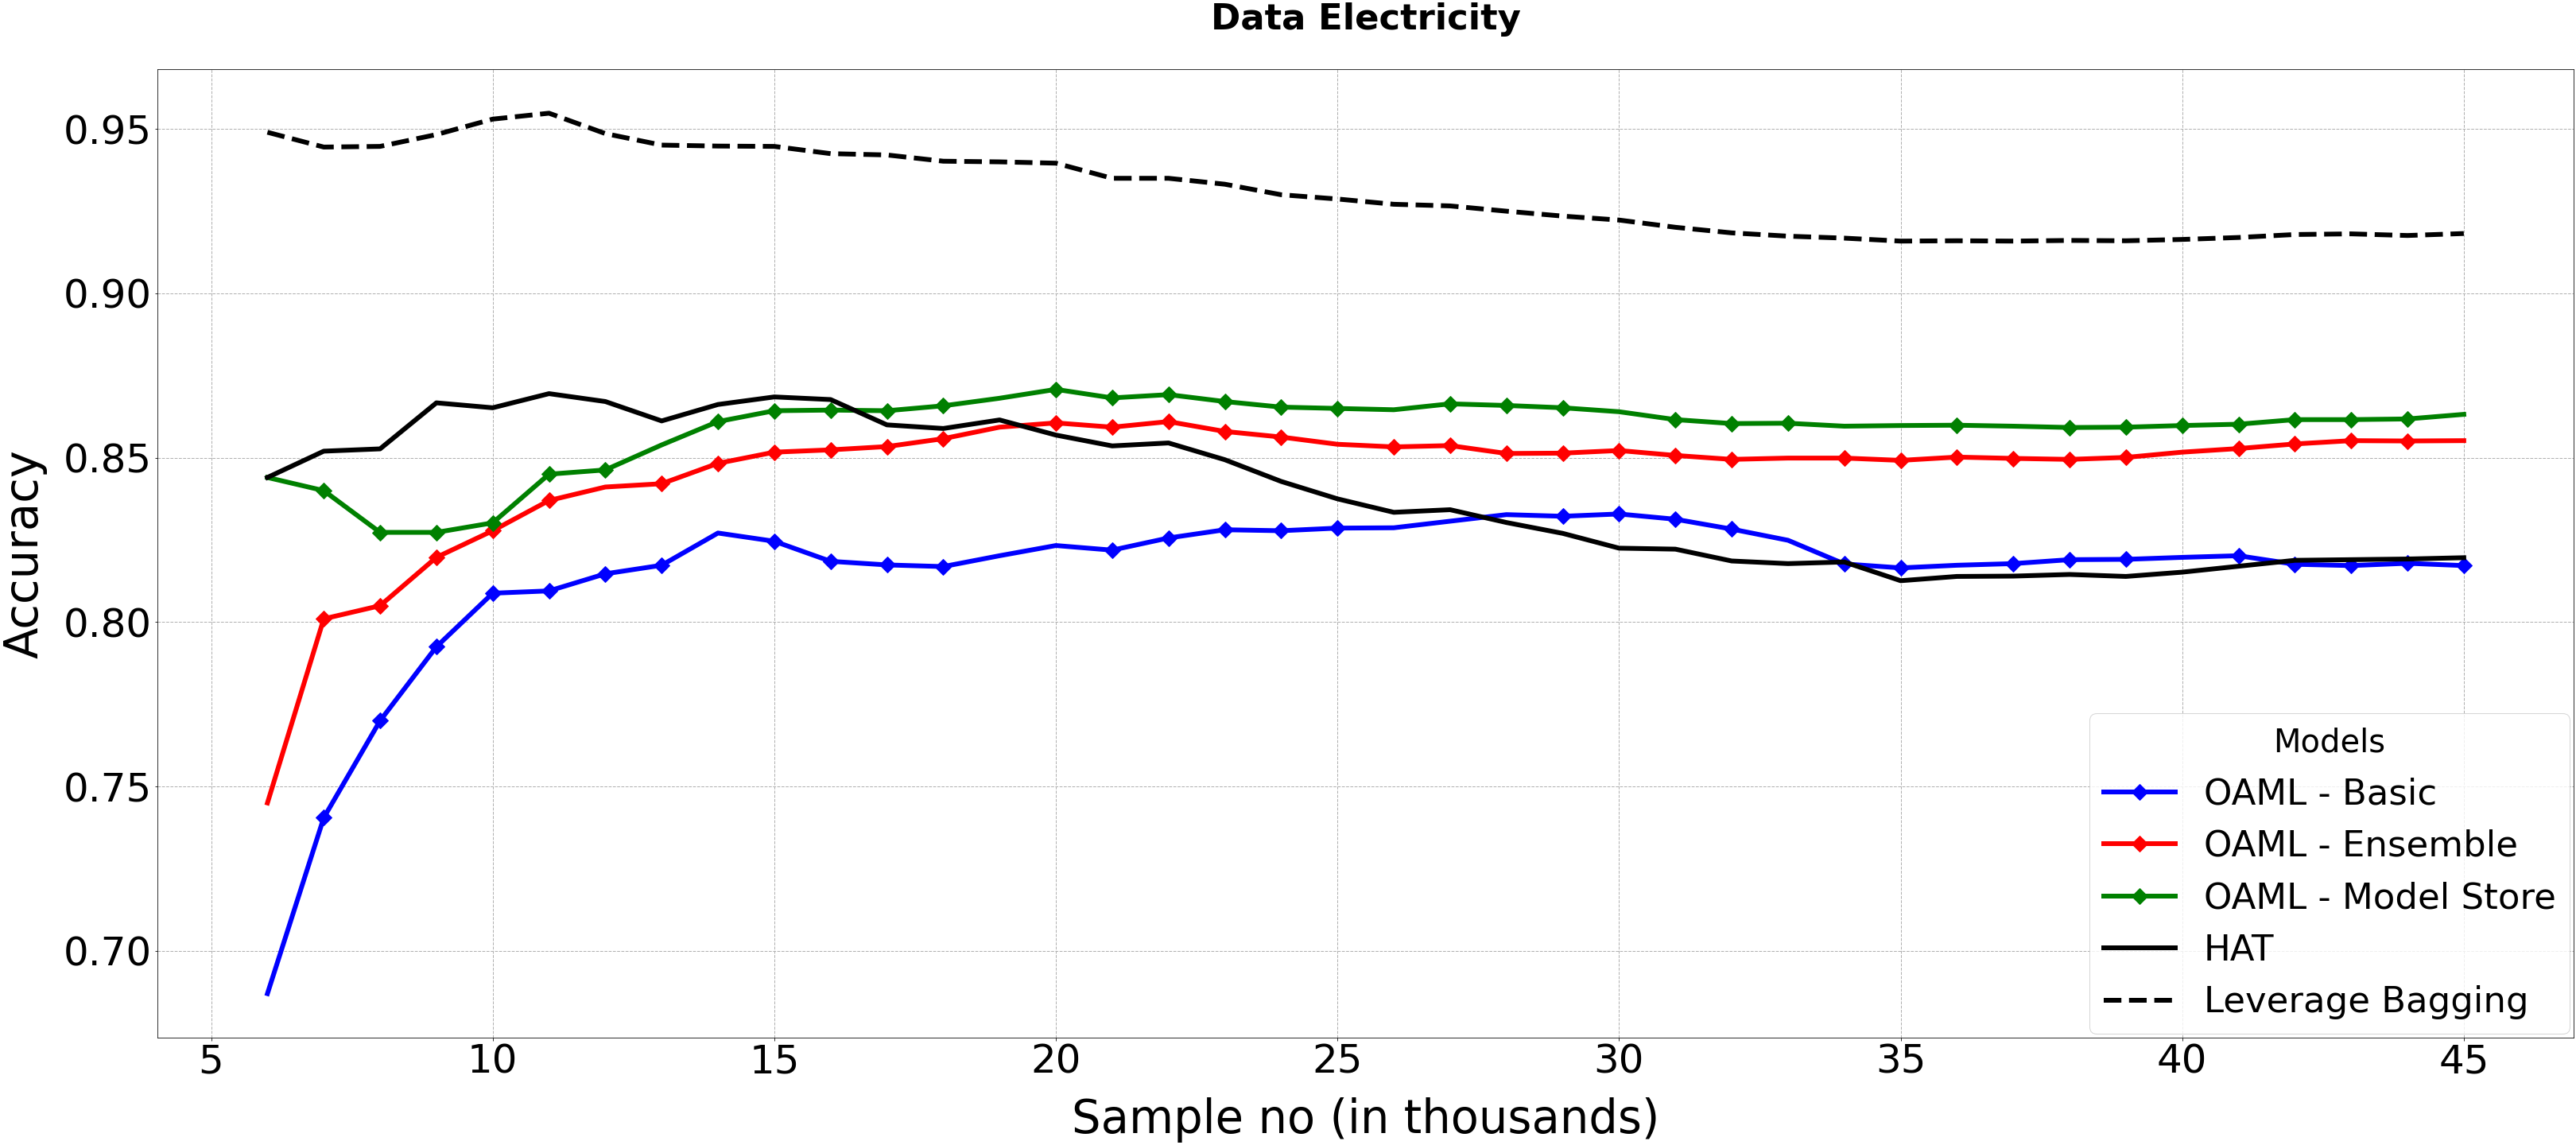 Data Electricity
Accuracy
0.95
0.90
0.85
0.80
0.75
0.70
Models
OAML - Basic
OAML - Ensemble
OAML - Model Store
HAT
Leverage Bagging
5 10 15 20 25 30 35 40 45
Sample no (in thousands)